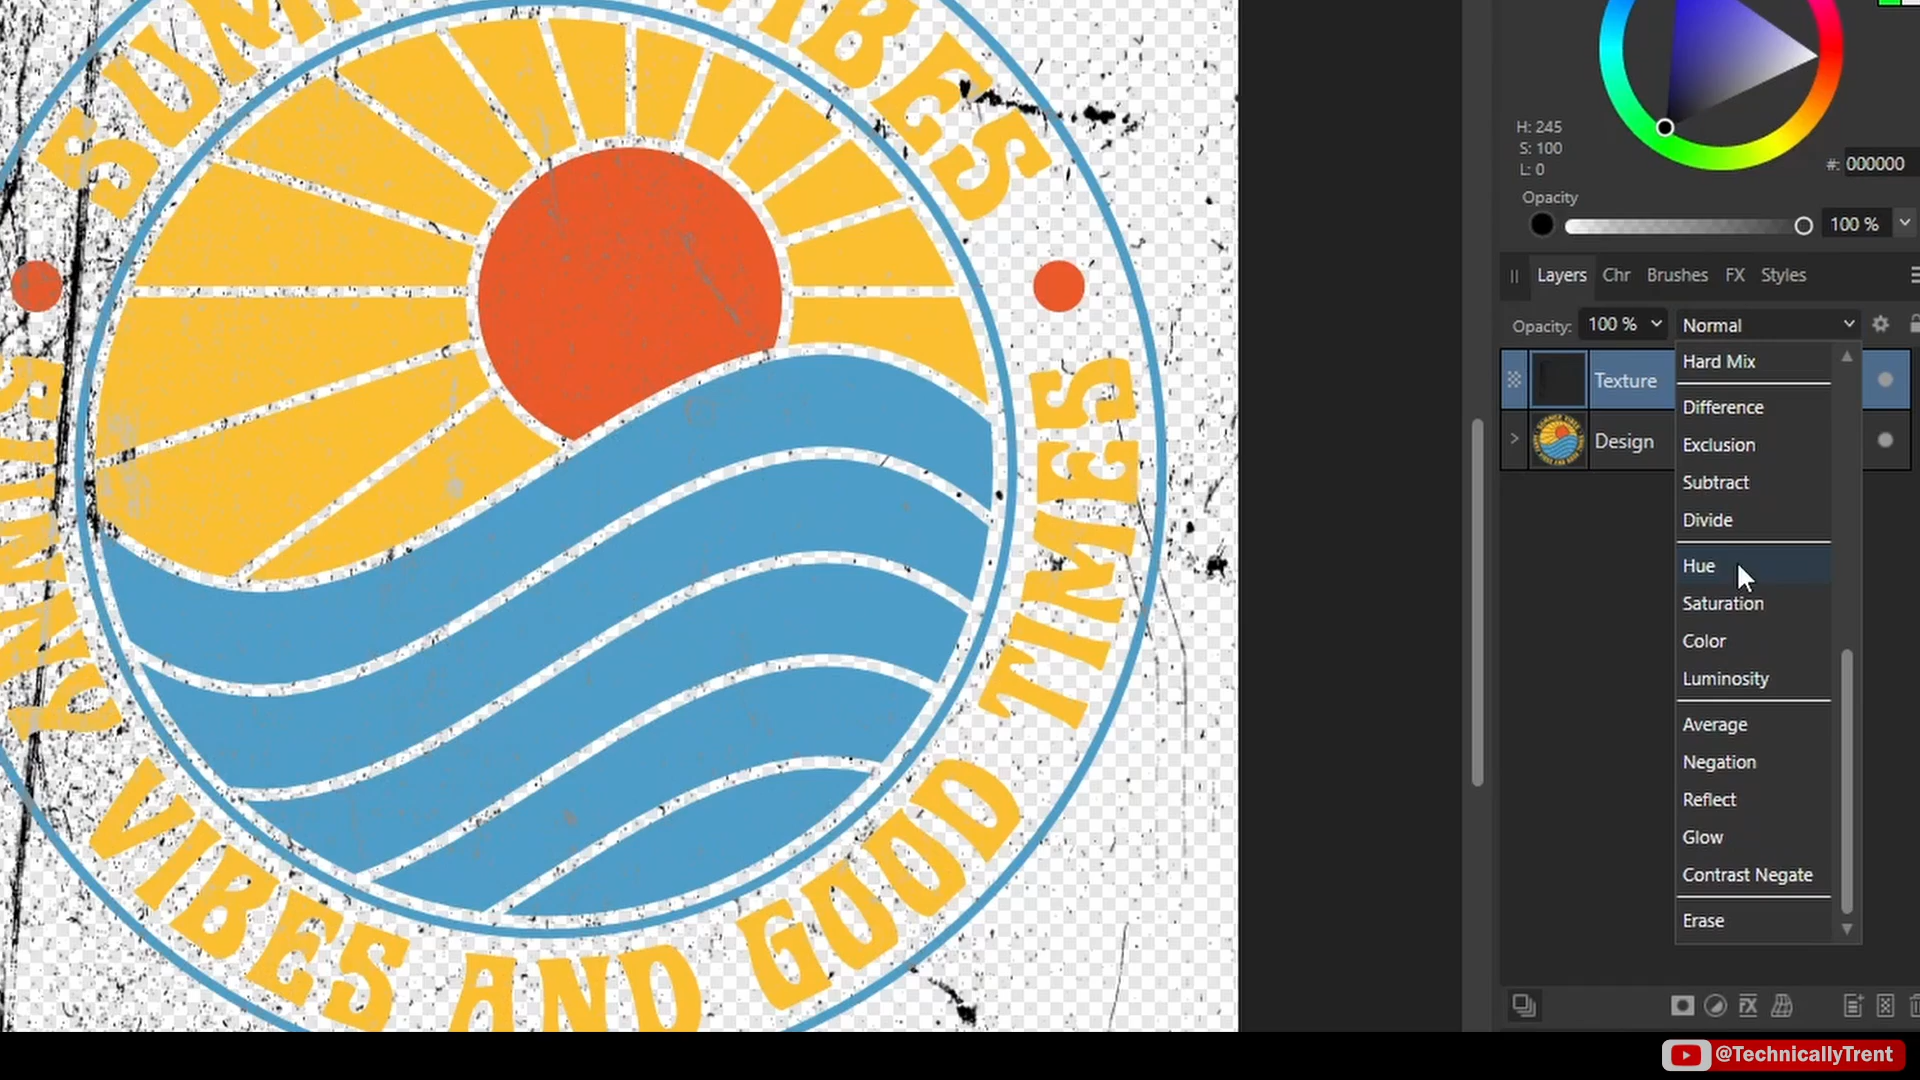 SUMMER VIBES
SUNNY
VIBES AND GOOD TIMES
H: 245
S: 100
L: 0
#: 000000
Opacity
100 %
Layers
Chr
Brushes
FX
Styles
Opacity:
100 %
Normal
Texture
Design
Hard Mix
Difference
Exclusion
Subtract
Divide
Hue
Saturation
Color
Luminosity
Average
Negation
Reflect
Glow
Contrast Negate
Erase
FX
@TechnicallyTrent